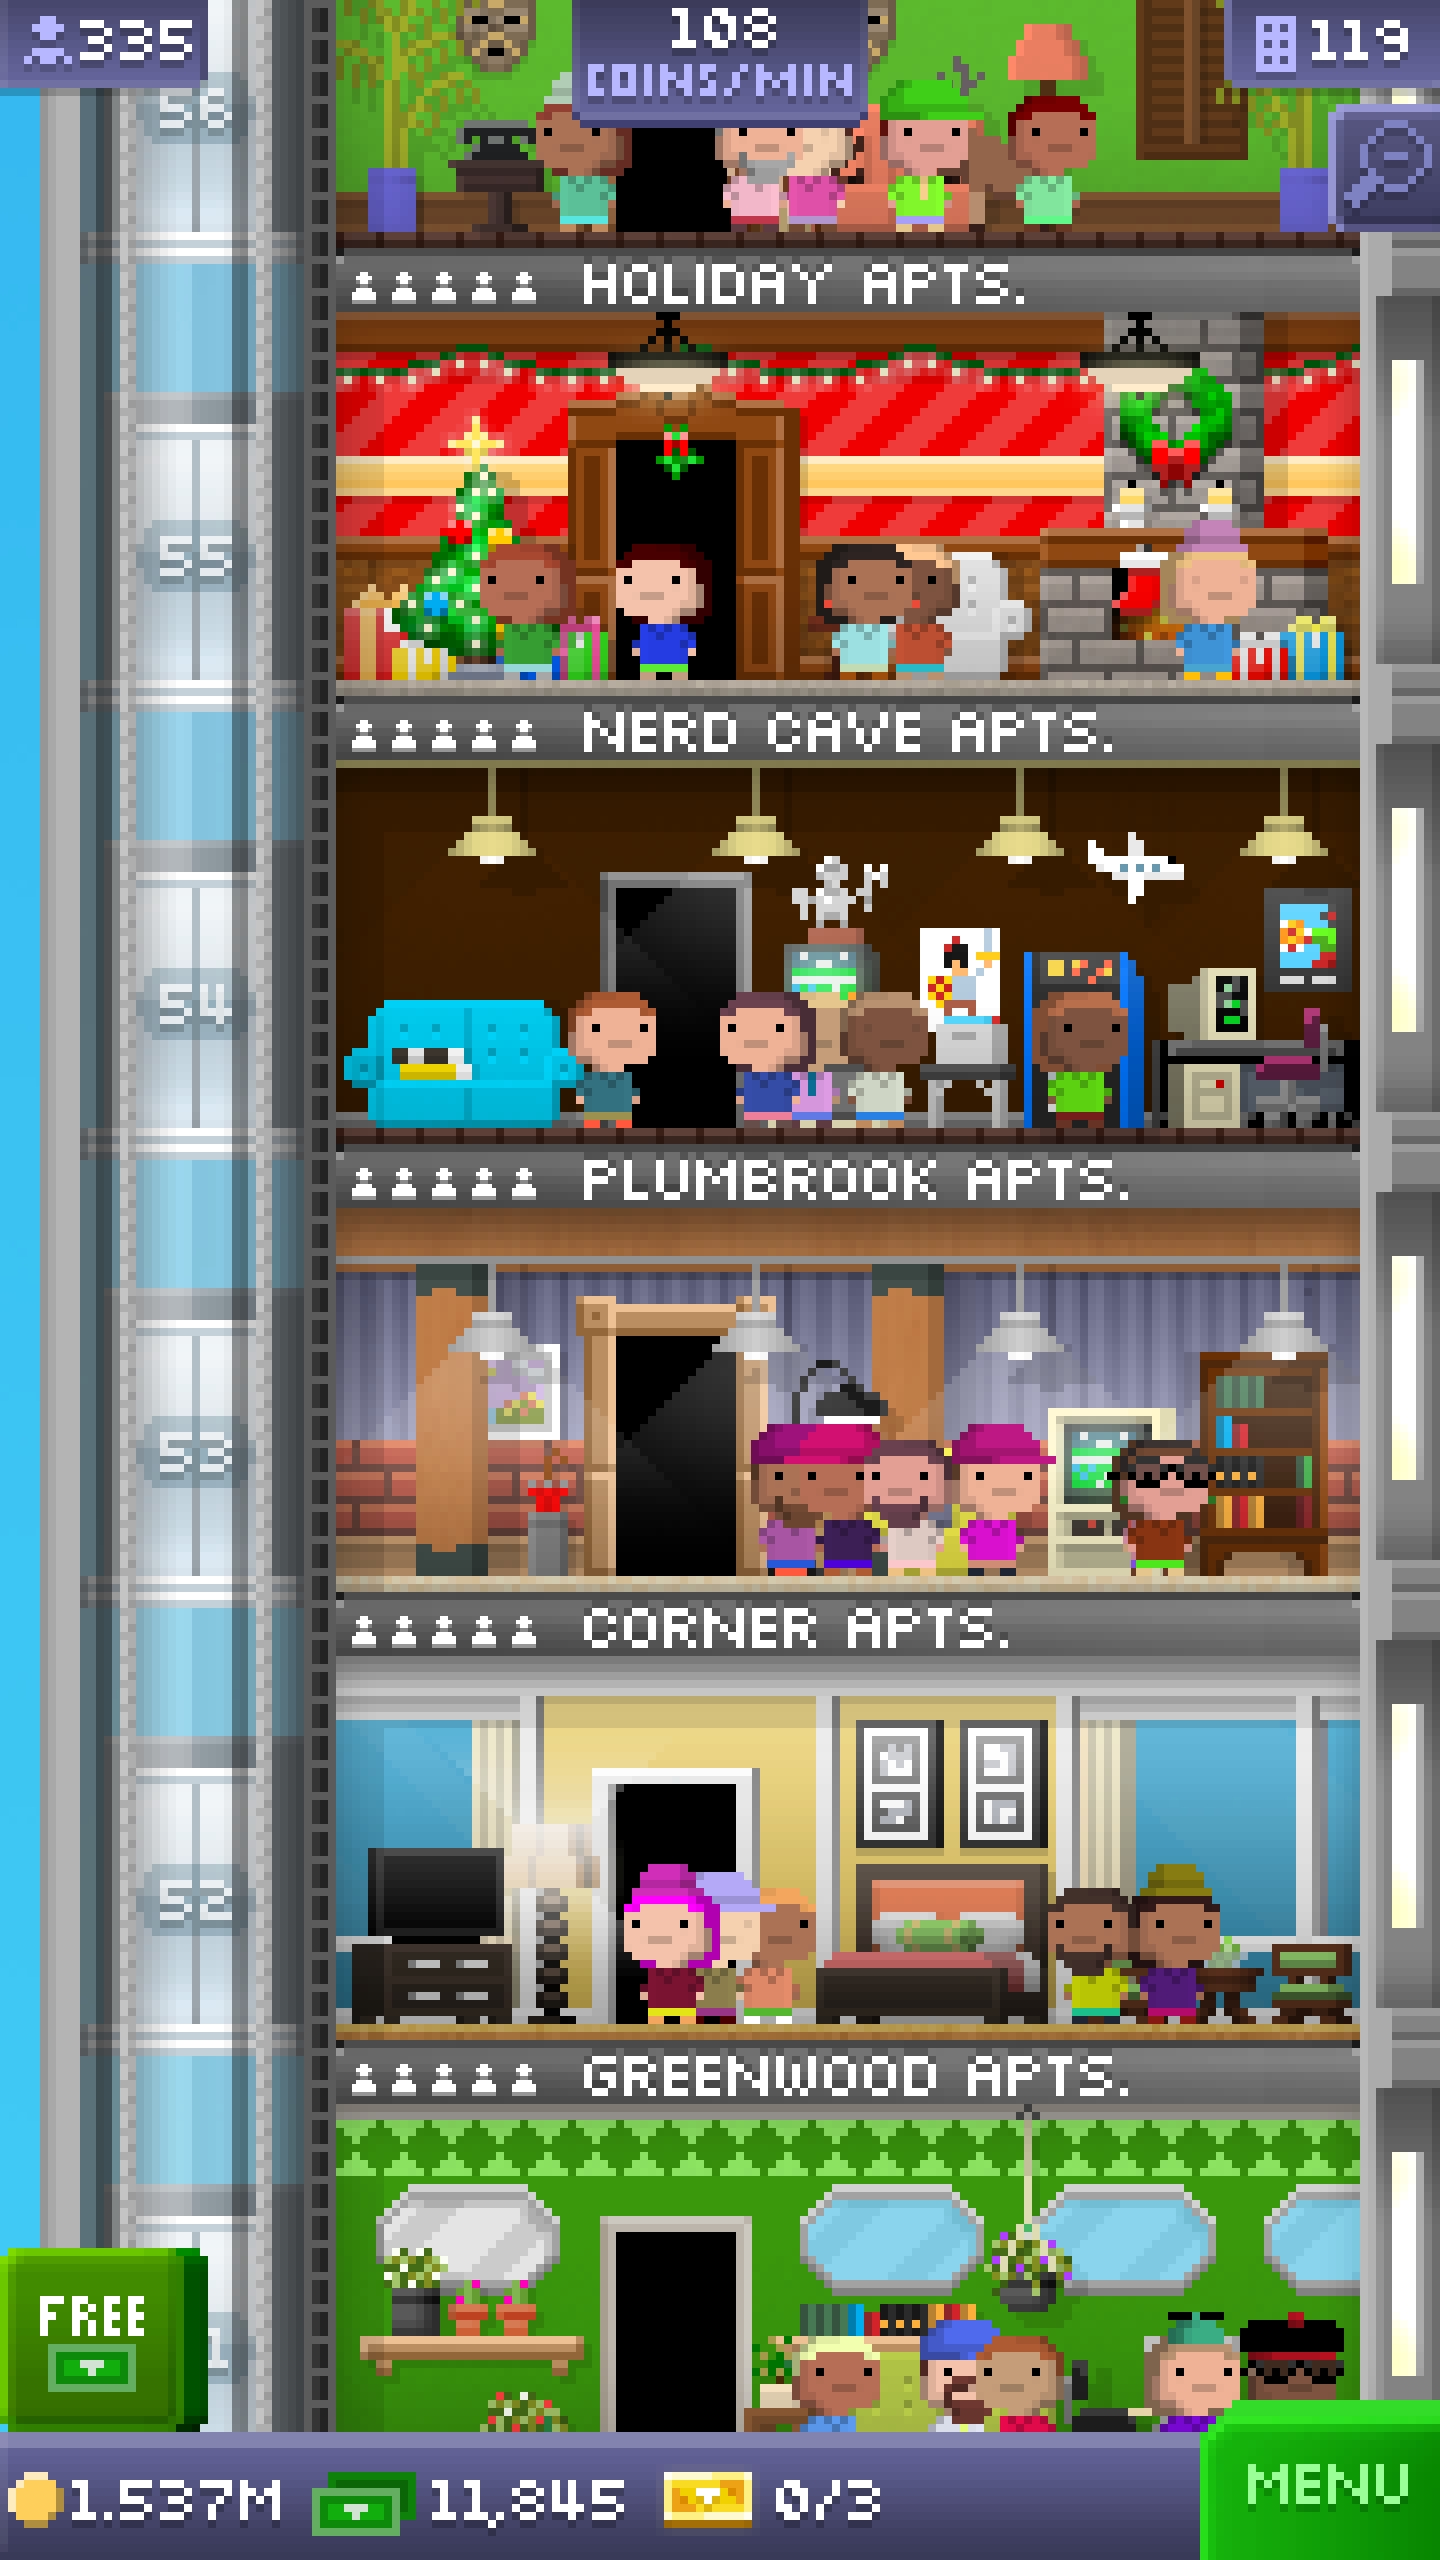 335
108
COINS/MIN
119
56
HOLIDAY APTS.
55
NERD CAVE APTS.
54
PLUMBROOK APTS.
53
CORNER APTS.
52
GREENWOOD APTS.
FREE
1
1.537M
11,845
0/3
MENU